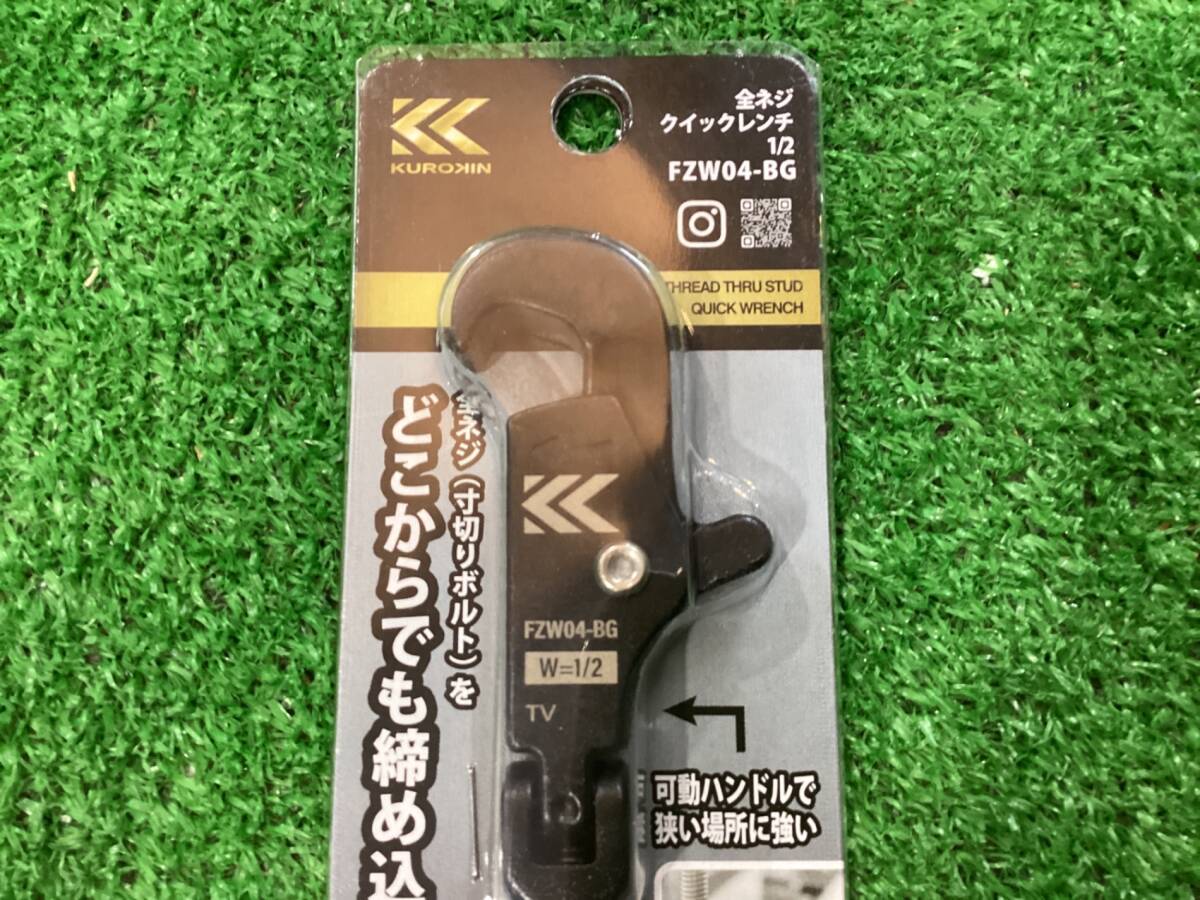 KUROKIN
全ネジ
クイックレンチ
1/2
FZW04-BG
THREAD THRU STUD
QUICK WRENCH
全ネジ（寸切りボルト）を
どこからでも締め込
FZW04-BG
W=1/2
TV
可動ハンドルで
狭い場所に強い